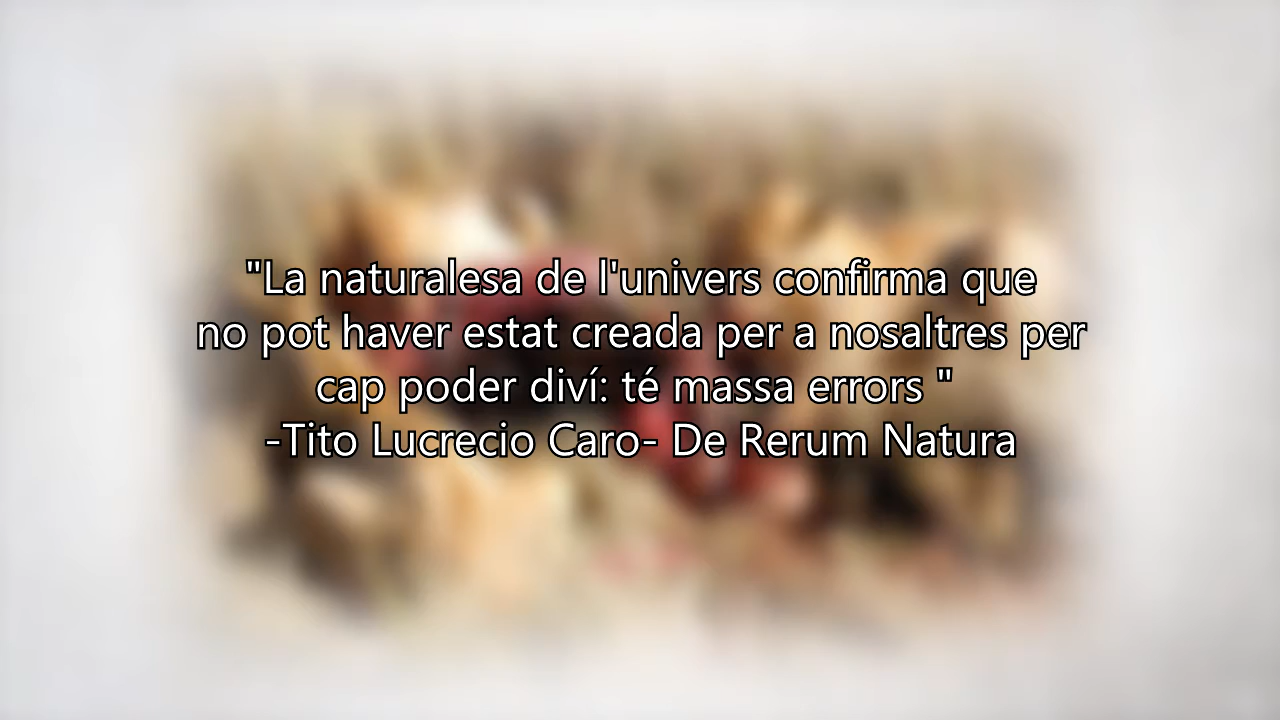 "La naturalesa de l'univers confirma que
no pot haver estat creada per a nosaltres per
cap poder diví: té massa errors "
-Tito Lucrecio Caro- De Rerum Natura